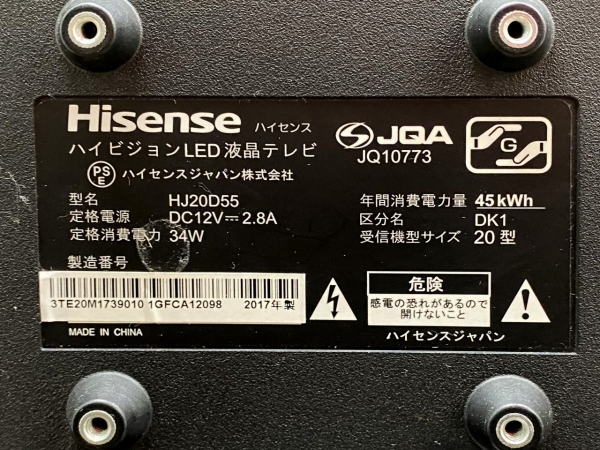 Hisense ハイセンス
ハイビジョンLED液晶テレビ
PSE ハイセンスジャパン株式会社
JQA
JQ10773
G
型名 HJ20D55
定格電源 DC12V⎓2.8A
定格消費電力 34W
年間消費電力量 45kWh
区分名 DK1
受信機型サイズ 20型
製造番号
3TE20M1739010 1GFCA12098 2017年製
MADE IN CHINA
危険
感電の恐れがあるので
開けないこと
ハイセンスジャパン